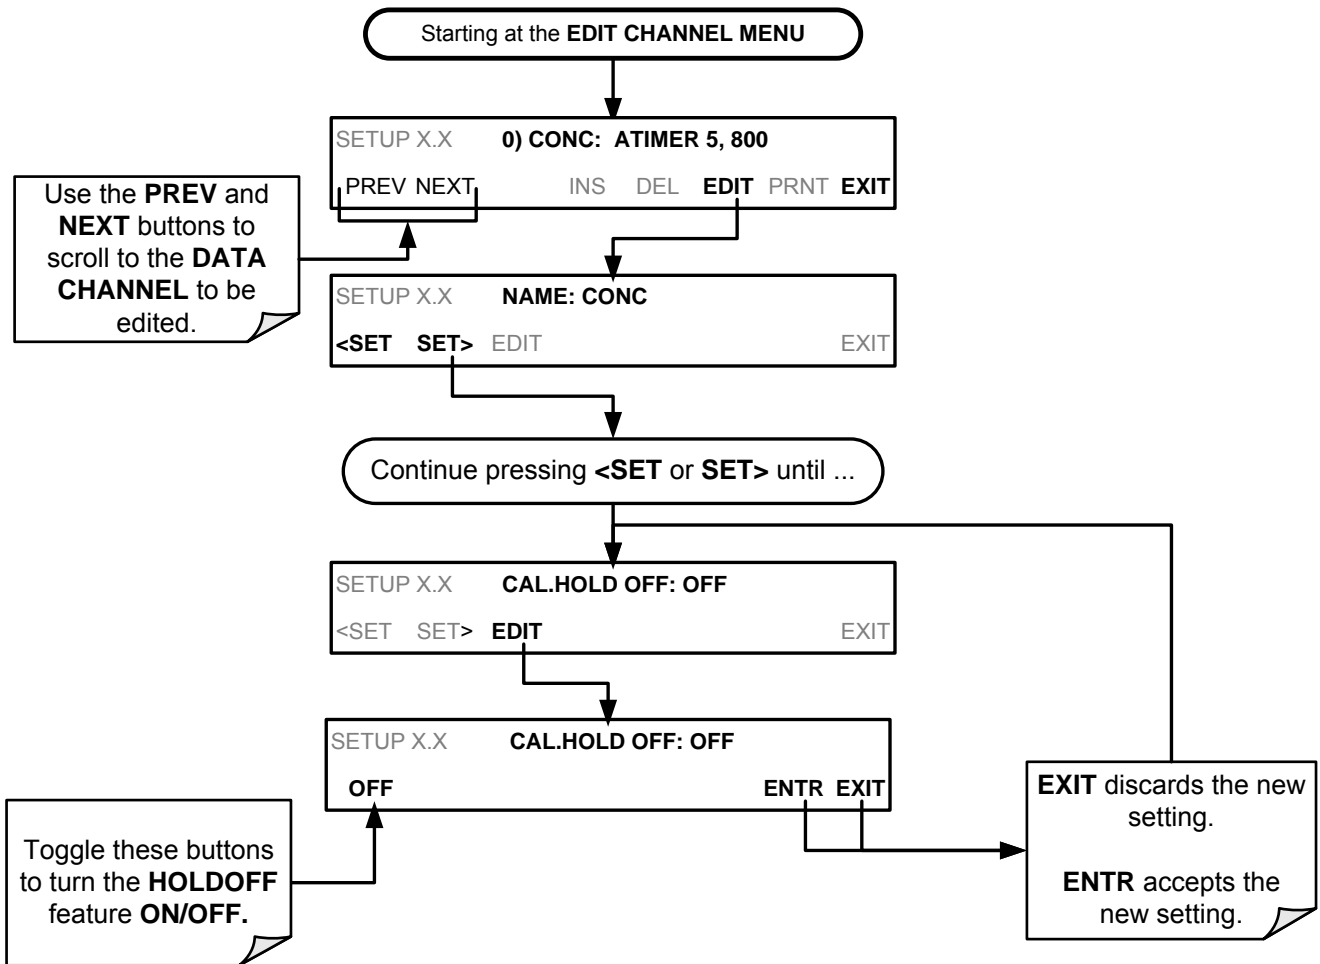 Starting at the EDIT CHANNEL MENU
SETUP X.X 0) CONC: ATIMER 5, 800
PREV NEXT INS DEL EDIT PRNT EXIT
Use the PREV and
NEXT buttons to
scroll to the DATA
CHANNEL to be
edited.
SETUP X.X NAME: CONC
<SET SET> EDIT EXIT
Continue pressing <SET or SET> until ...
SETUP X.X CAL.HOLD OFF: OFF
<SET SET> EDIT EXIT
SETUP X.X CAL.HOLD OFF: OFF
OFF ENTR EXIT
Toggle these buttons
to turn the HOLDOFF
feature ON/OFF.
EXIT discards the new
setting.
ENTR accepts the
new setting.